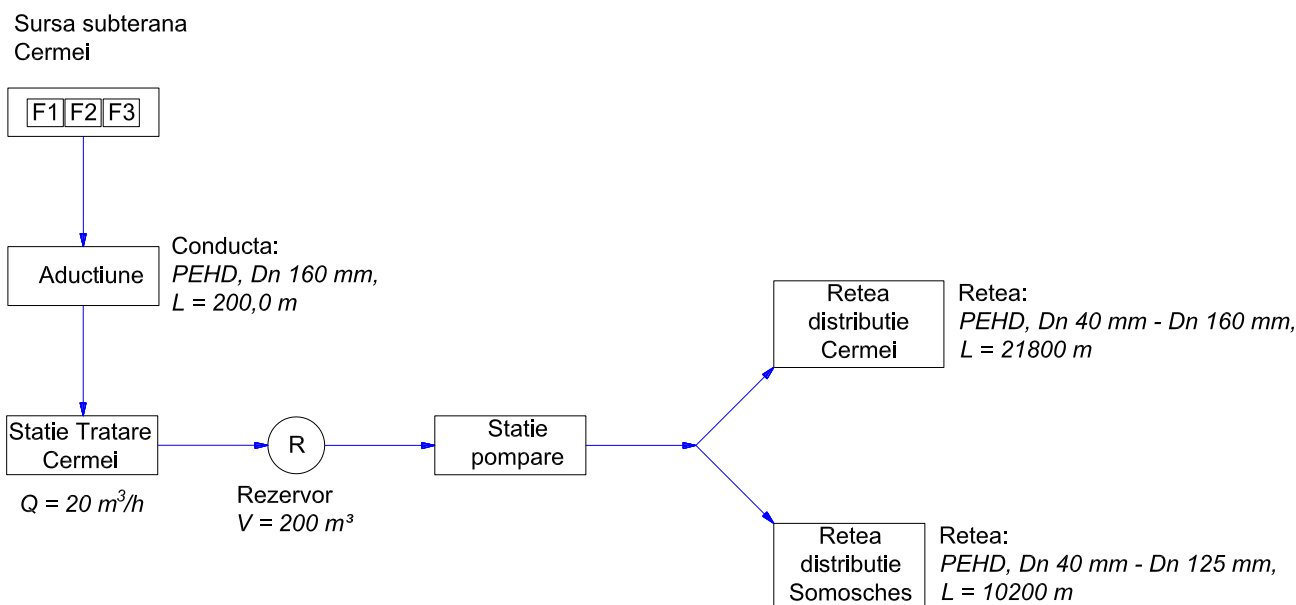 Sursa subterana
Cermei
F1 F2 F3
Aductiune
Conducta:
PEHD, Dn 160 mm,
L = 200,0 m
Statie Tratare
Cermei
Q = 20 m³/h
R
Rezervor
V = 200 m³
Statie
pompare
Retea
distributie
Cermei
Retea:
PEHD, Dn 40 mm - Dn 160 mm,
L = 21800 m
Retea
distributie
Somosches
Retea:
PEHD, Dn 40 mm - Dn 125 mm,
L = 10200 m